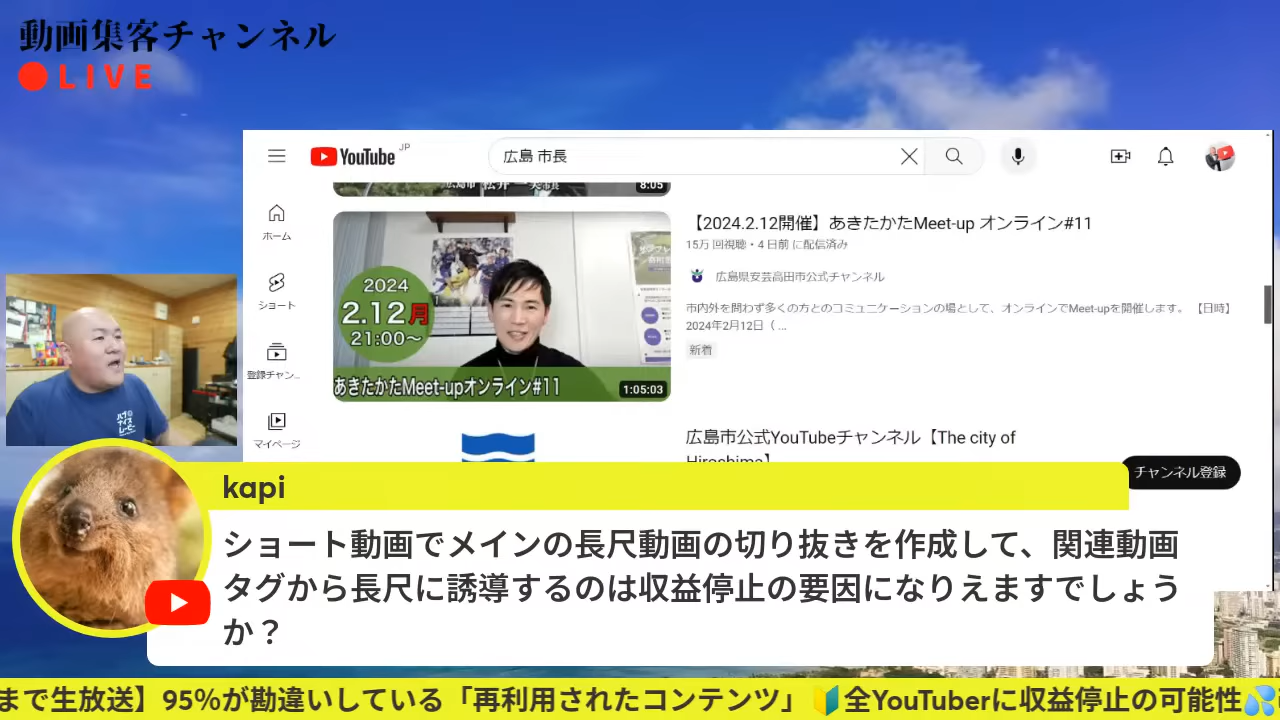 動画集客チャンネル
LIVE
YouTube JP
広島 市長
ホーム
ショート
登録チャン...
マイページ
8:05
2024
2.12月
21:00〜
あきたかたMeet-upオンライン#11
1:05:03
【2024.2.12開催】あきたかたMeet-up オンライン#11
15万 回視聴・4 日前 に配信済み
広島県安芸高田市公式チャンネル
市内外を問わず多くの方とのコミュニケーションの場として、オンラインでMeet-upを開催します。 【日時】
2024年2月12日（ ...
新着
広島市公式YouTubeチャンネル【The city of
Hiroshima】
チャンネル登録
kapi
ショート動画でメインの長尺動画の切り抜きを作成して、関連動画
タグから長尺に誘導するのは収益停止の要因になりえますでしょう
か？
まで生放送】95%が勘違いしている「再利用されたコンテンツ」🔰全YouTuberに収益停止の可能性💦